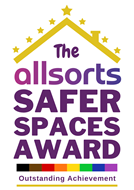 The
allsorts
SAFER
SPACES
AWARD
Outstanding Achievement